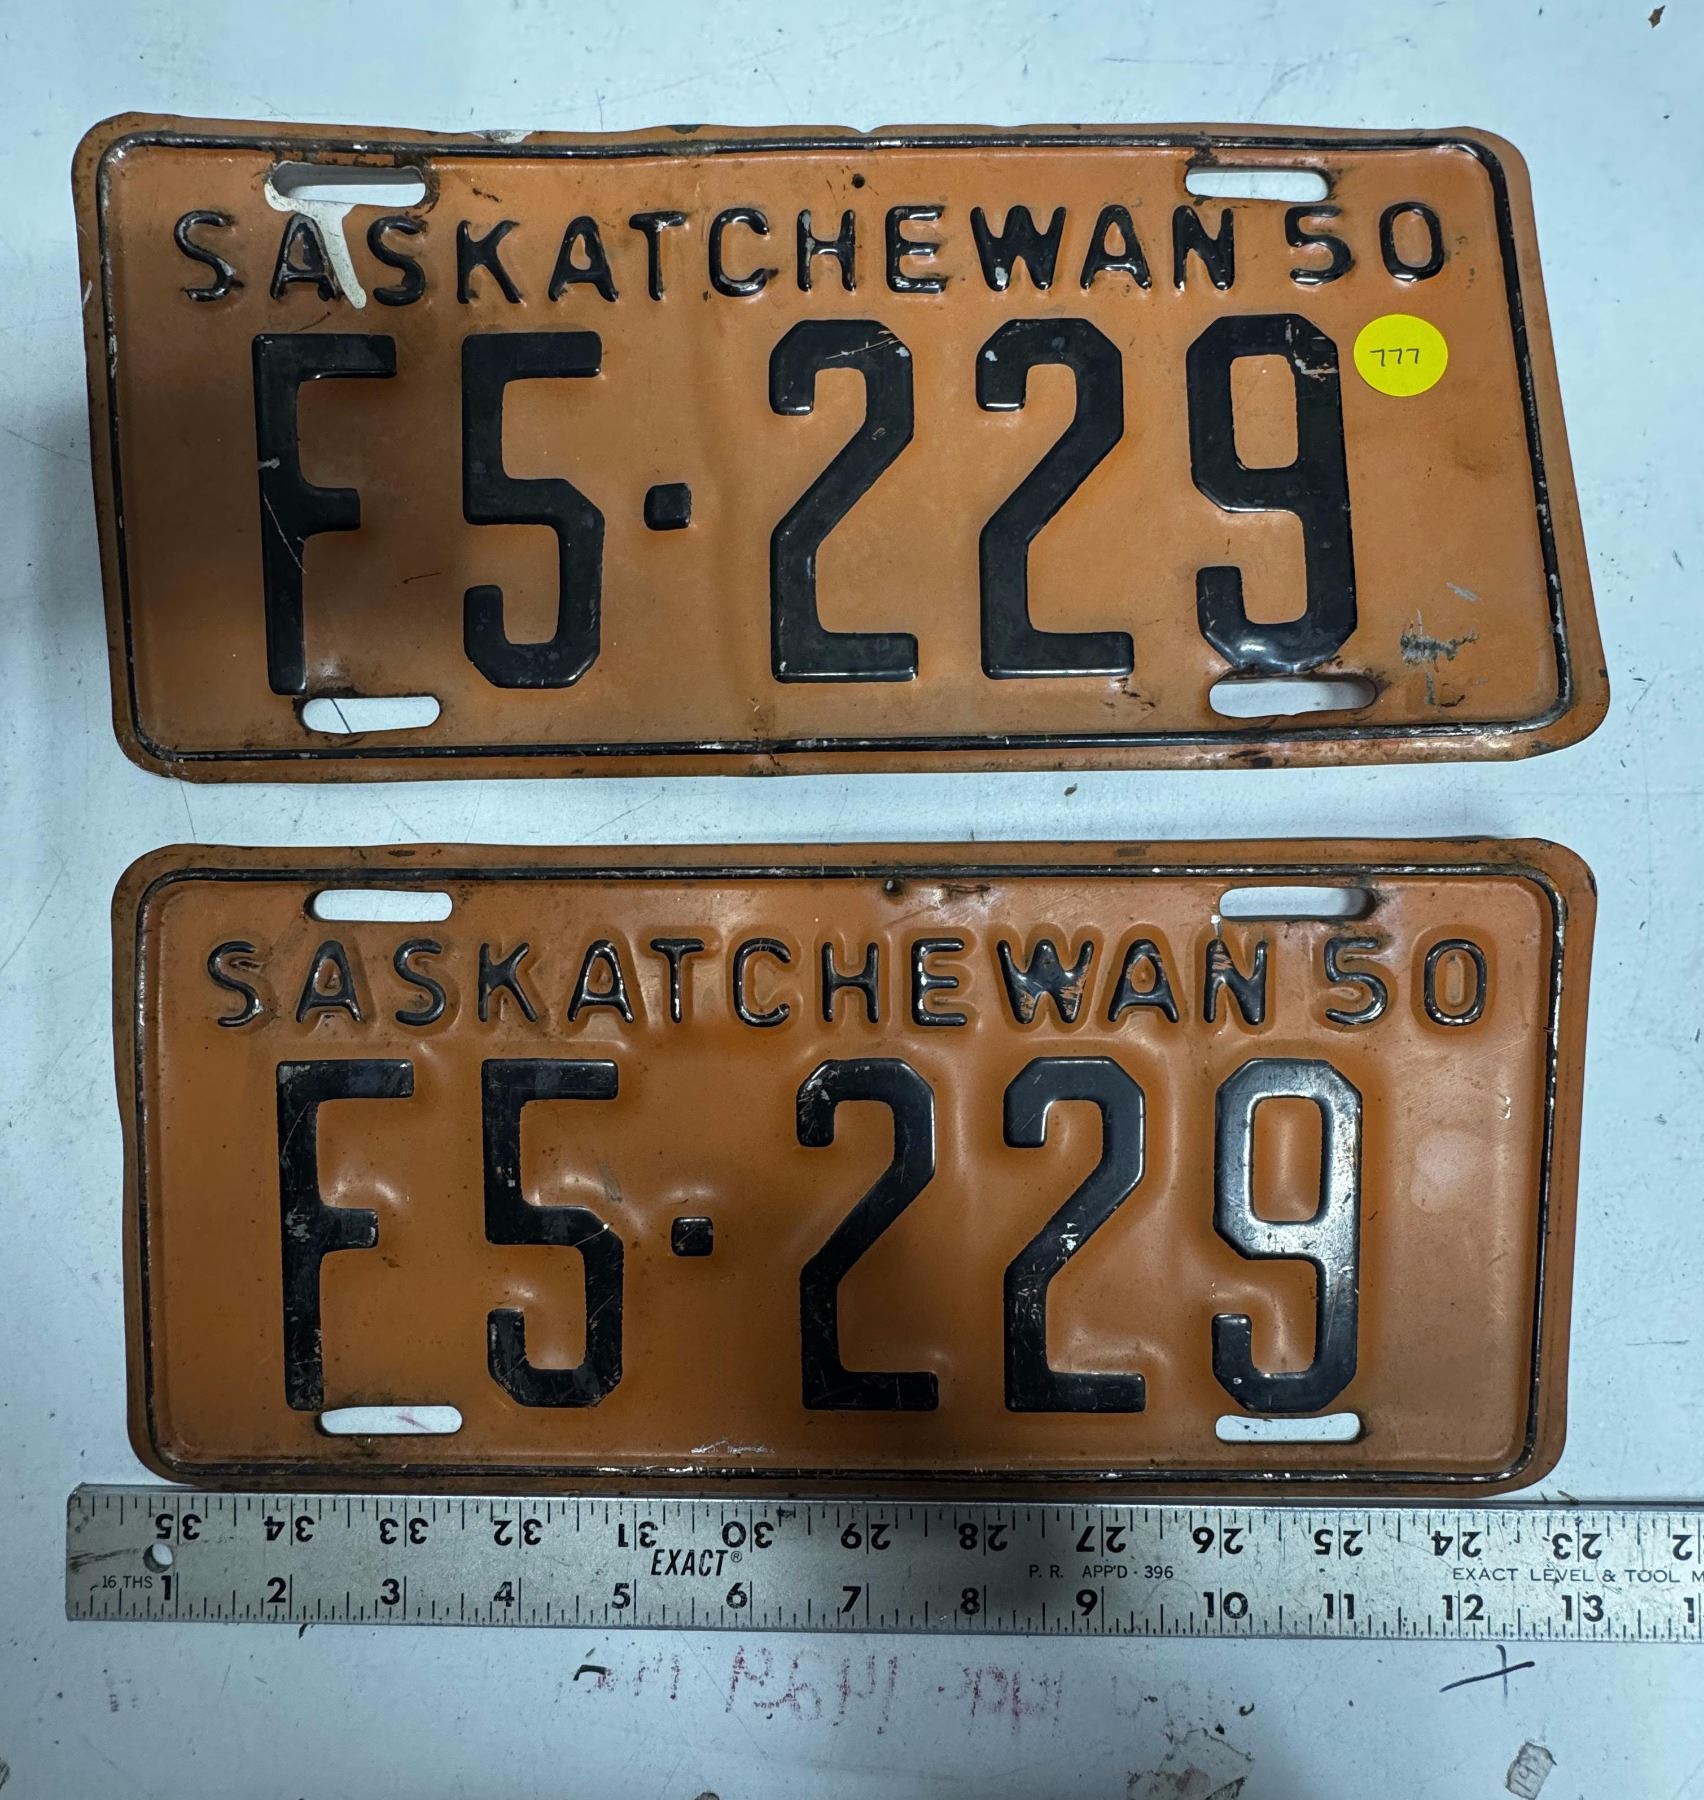 SASKATCHEWAN 50
F5·229
777
SASKATCHEWAN 50
F5·229
35 34 33 32 31 30 29 28 27 26 25 24 23
EXACT®
P. R. APP'D · 396
16 THS
EXACT LEVEL & TOOL M
1 2 3 4 5 6 7 8 9 10 11 12 13